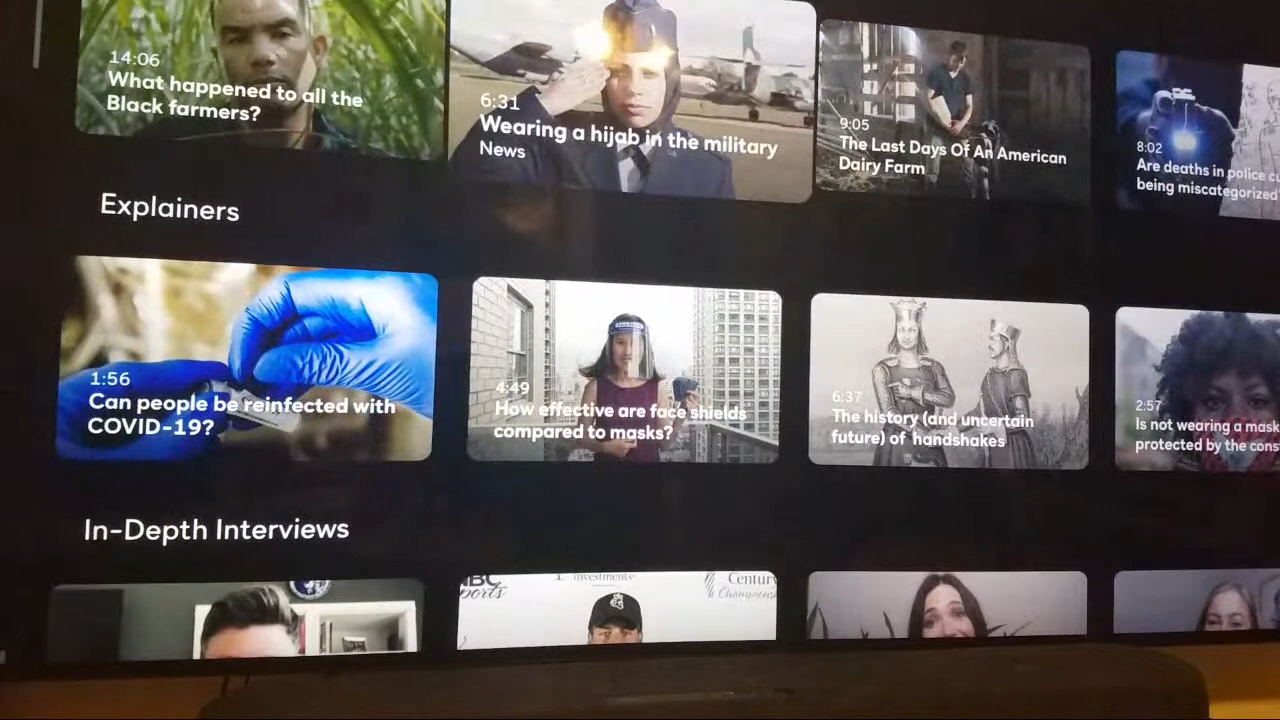 14:06
What happened to all the
Black farmers?
6:31
Wearing a hijab in the military
News
9:05
The Last Days Of An American
Dairy Farm
8:02
Are deaths in police
being miscategorized
Explainers
1:56
Can people be reinfected with
COVID-19?
4:49
How effective are face shields
compared to masks?
6:37
The history (and uncertain
future) of handshakes
2:57
Is not wearing a mask
protected by the
In-Depth Interviews
investments